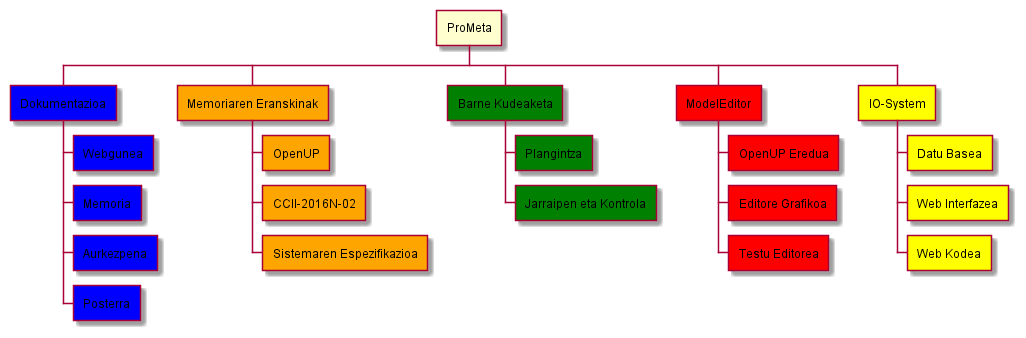 ProMeta
Dokumentazioa
Memoriaren Eranskinak
Barne Kudeaketa
ModelEditor
IO-System
Webgunea
OpenUP
Plangintza
OpenUP Eredua
Datu Basea
Memoria
CCII-2016N-02
Jarraipen eta Kontrola
Editore Grafikoa
Web Interfazea
Aurkezpena
Sistemaren Espezifikazioa
Testu Editorea
Web Kodea
Posterra